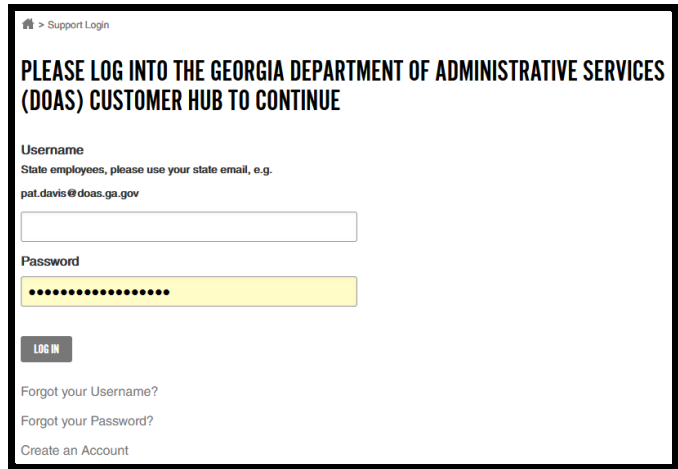 > Support Login
PLEASE LOG INTO THE GEORGIA DEPARTMENT OF ADMINISTRATIVE SERVICES
(DOAS) CUSTOMER HUB TO CONTINUE
Username
State employees, please use your state email, e.g.
pat.davis@doas.ga.gov
Password
••••••••••••••••••
LOG IN
Forgot your Username?
Forgot your Password?
Create an Account